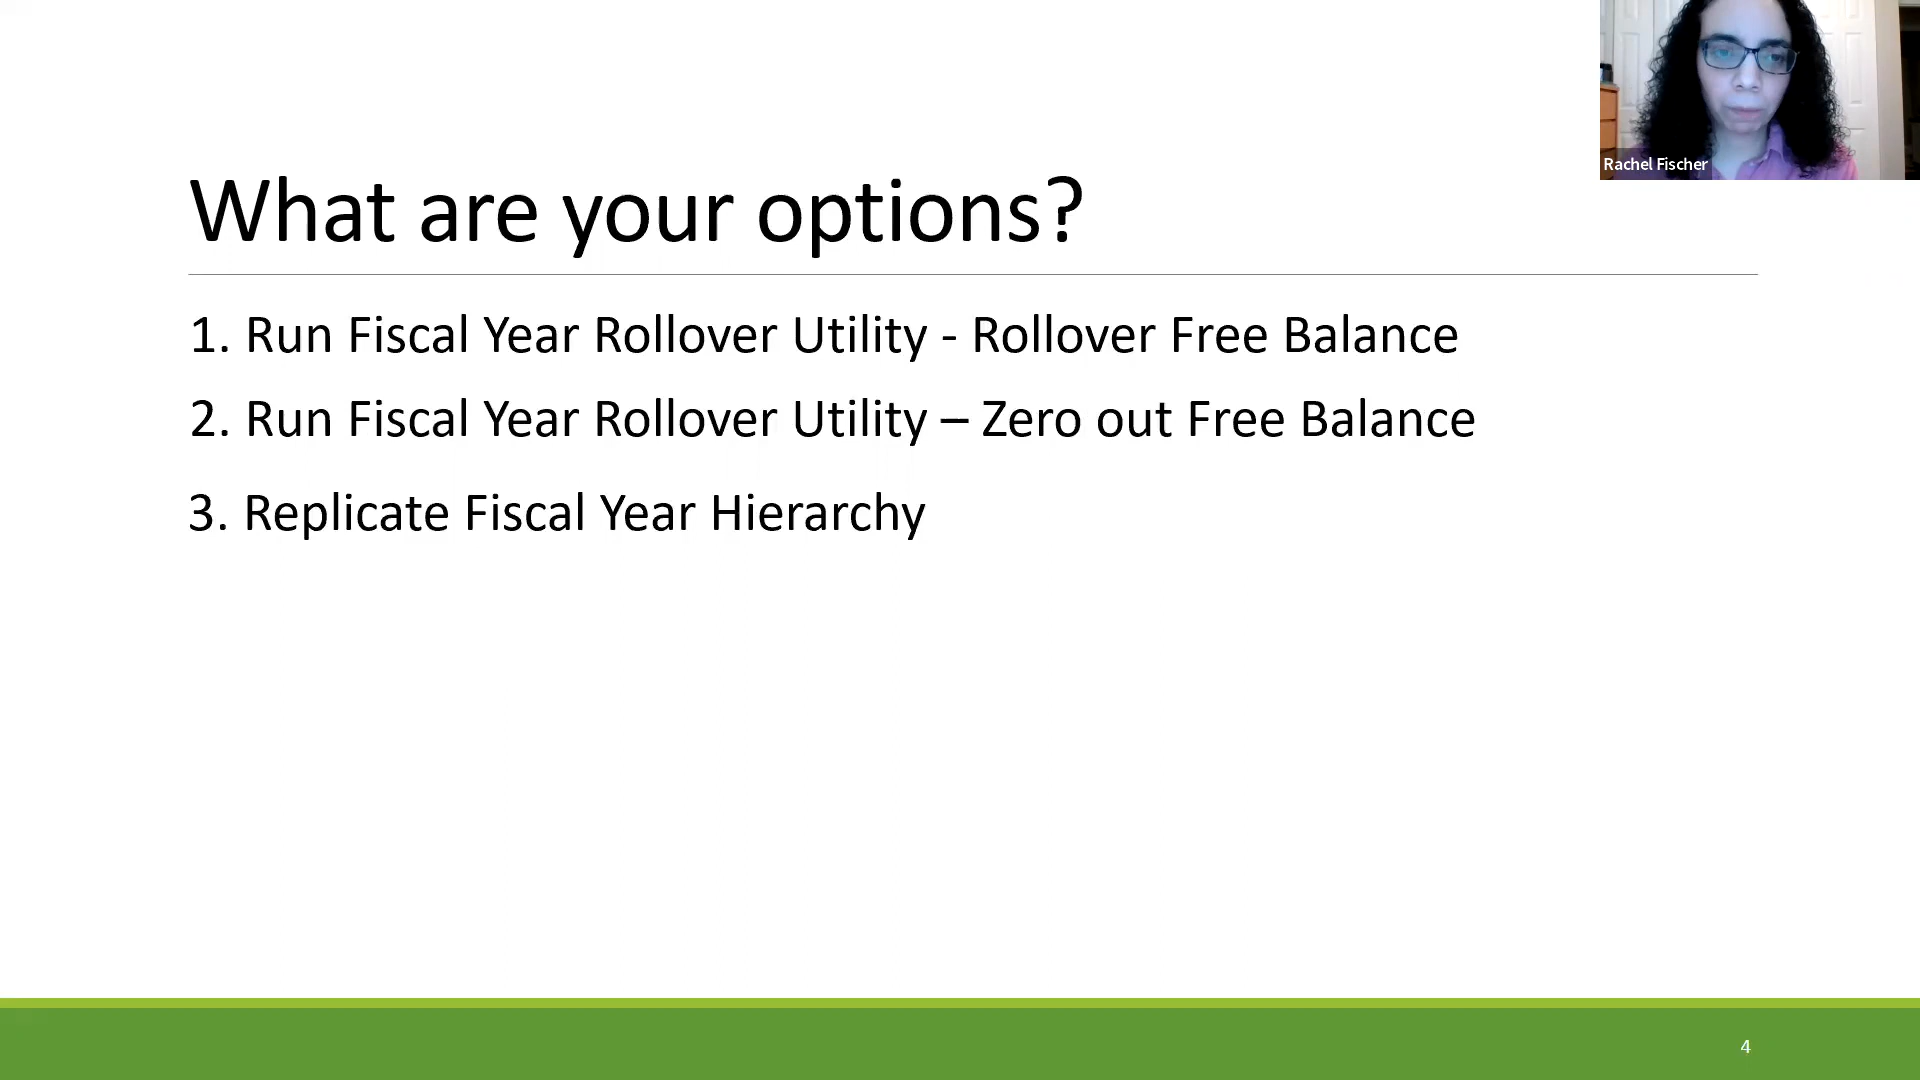 Rachel Fischer
What are your options?
1. Run Fiscal Year Rollover Utility - Rollover Free Balance
2. Run Fiscal Year Rollover Utility – Zero out Free Balance
3. Replicate Fiscal Year Hierarchy
4